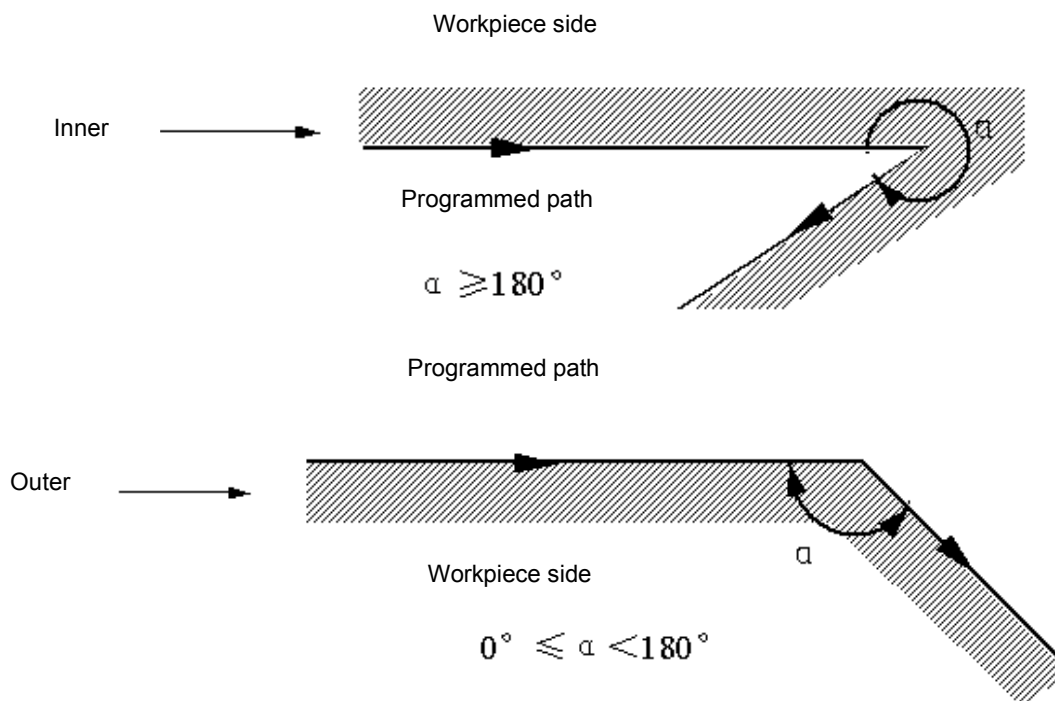 Workpiece side
Inner
α
Programmed path
α ≥180°
Programmed path
Outer
α
Workpiece side
0° ≤ α <180°